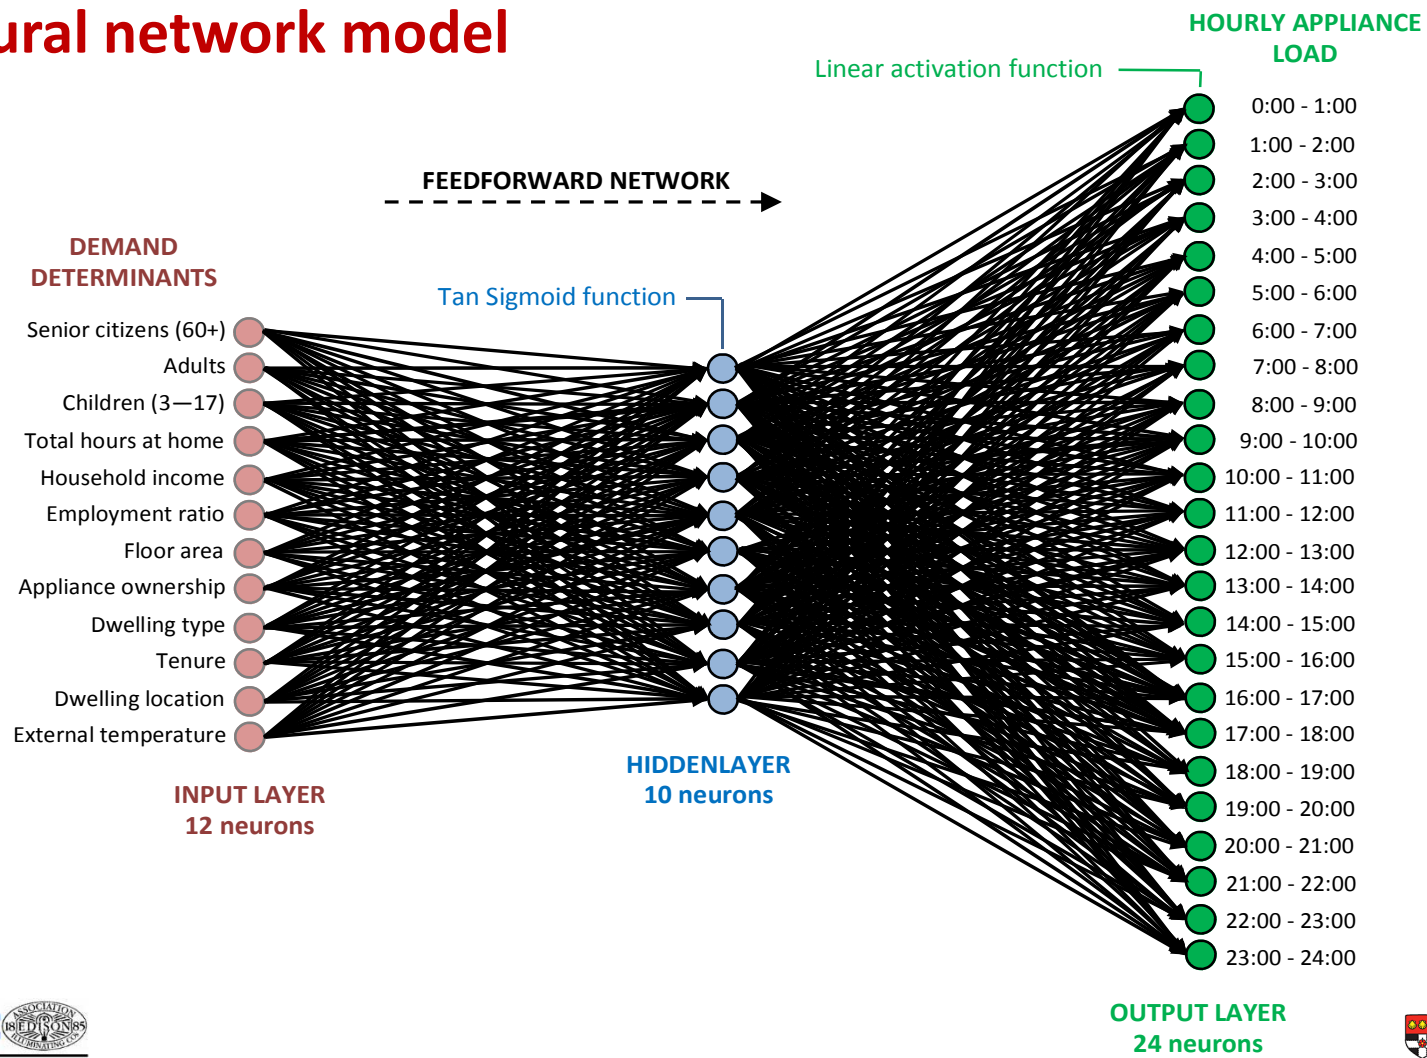 ural network model
HOURLY APPLIANCE
LOAD
Linear activation function
FEEDFORWARD NETWORK
DEMAND
DETERMINANTS
Tan Sigmoid function
Senior citizens (60+)
Adults
Children (3—17)
Total hours at home
Household income
Employment ratio
Floor area
Appliance ownership
Dwelling type
Tenure
Dwelling location
External temperature
INPUT LAYER
12 neurons
HIDDENLAYER
10 neurons
0:00 - 1:00
1:00 - 2:00
2:00 - 3:00
3:00 - 4:00
4:00 - 5:00
5:00 - 6:00
6:00 - 7:00
7:00 - 8:00
8:00 - 9:00
9:00 - 10:00
10:00 - 11:00
11:00 - 12:00
12:00 - 13:00
13:00 - 14:00
14:00 - 15:00
15:00 - 16:00
16:00 - 17:00
17:00 - 18:00
18:00 - 19:00
19:00 - 20:00
20:00 - 21:00
21:00 - 22:00
22:00 - 23:00
23:00 - 24:00
OUTPUT LAYER
24 neurons
ASSOCIATION
18 EDISON 85
ILLUMINATING COS